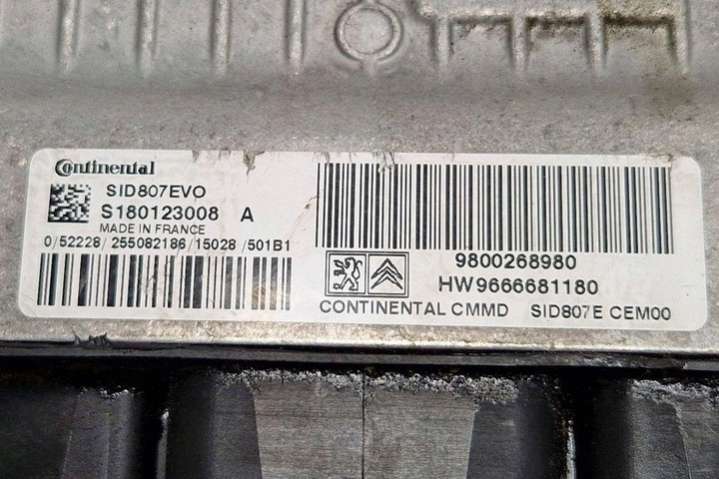 Continental
SID807EVO
S180123008 A
MADE IN FRANCE
0/52228/255082186/15028/501B1
9800268980
HW9666681180
CONTINENTAL CMMD SID807E CEM00